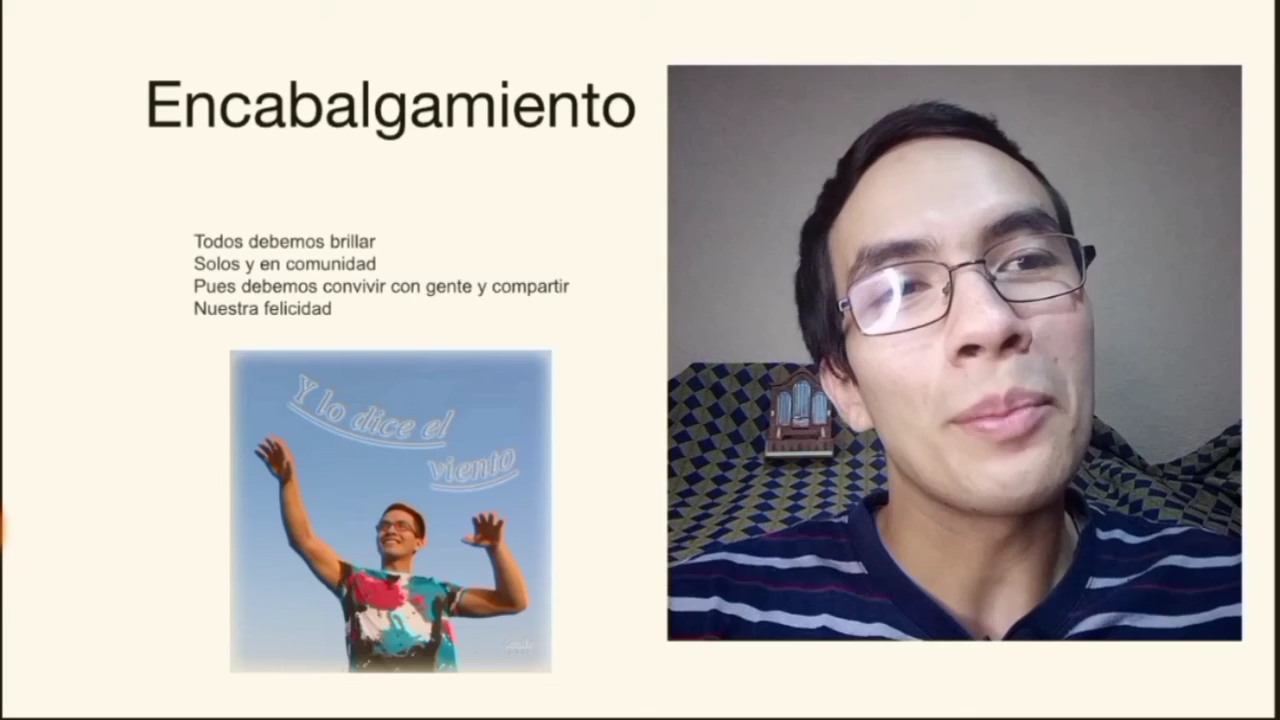 Encabalgamiento
Todos debemos brillar
Solos y en comunidad
Pues debemos convivir con gente y compartir
Nuestra felicidad
Y lo dice el
viento